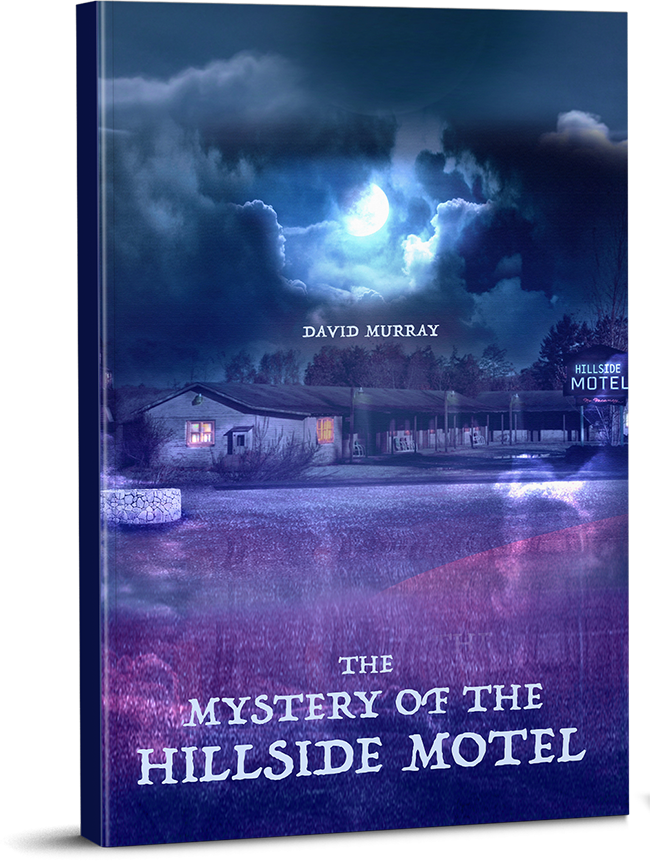 DAVID MURRAY
HILLSIDE
MOTEL
THE
MYSTERY OF THE
HILLSIDE MOTEL